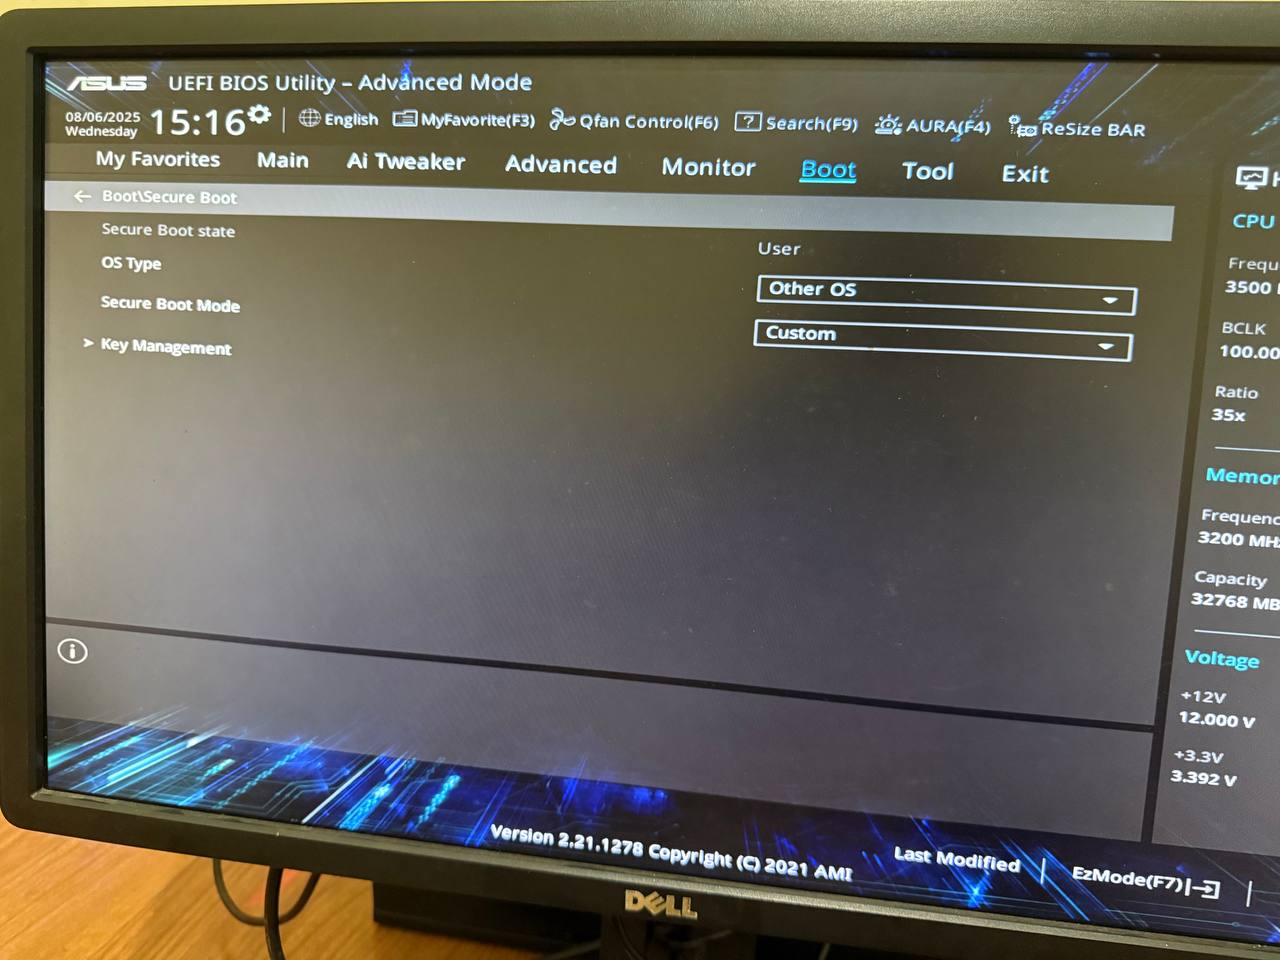 ASUS UEFI BIOS Utility – Advanced Mode
08/06/2025
Wednesday
15:16
English
MyFavorite(F3)
Qfan Control(F6)
? Search(F9)
AURA(F4)
ReSize BAR
My Favorites Main Ai Tweaker Advanced Monitor Boot Tool Exit
← Boot\Secure Boot
Secure Boot state User
OS Type Other OS
Secure Boot Mode Custom
> Key Management
CPU
3500
BCLK
100.00
Ratio
35x
3200
Capacity
32768 MB
Voltage
+12V
12.000 V
+3.3V
3.392 V
i
Version 2.21.1278 Copyright (C) 2021 AMI
Last Modified
EzMode(F7)
DELL